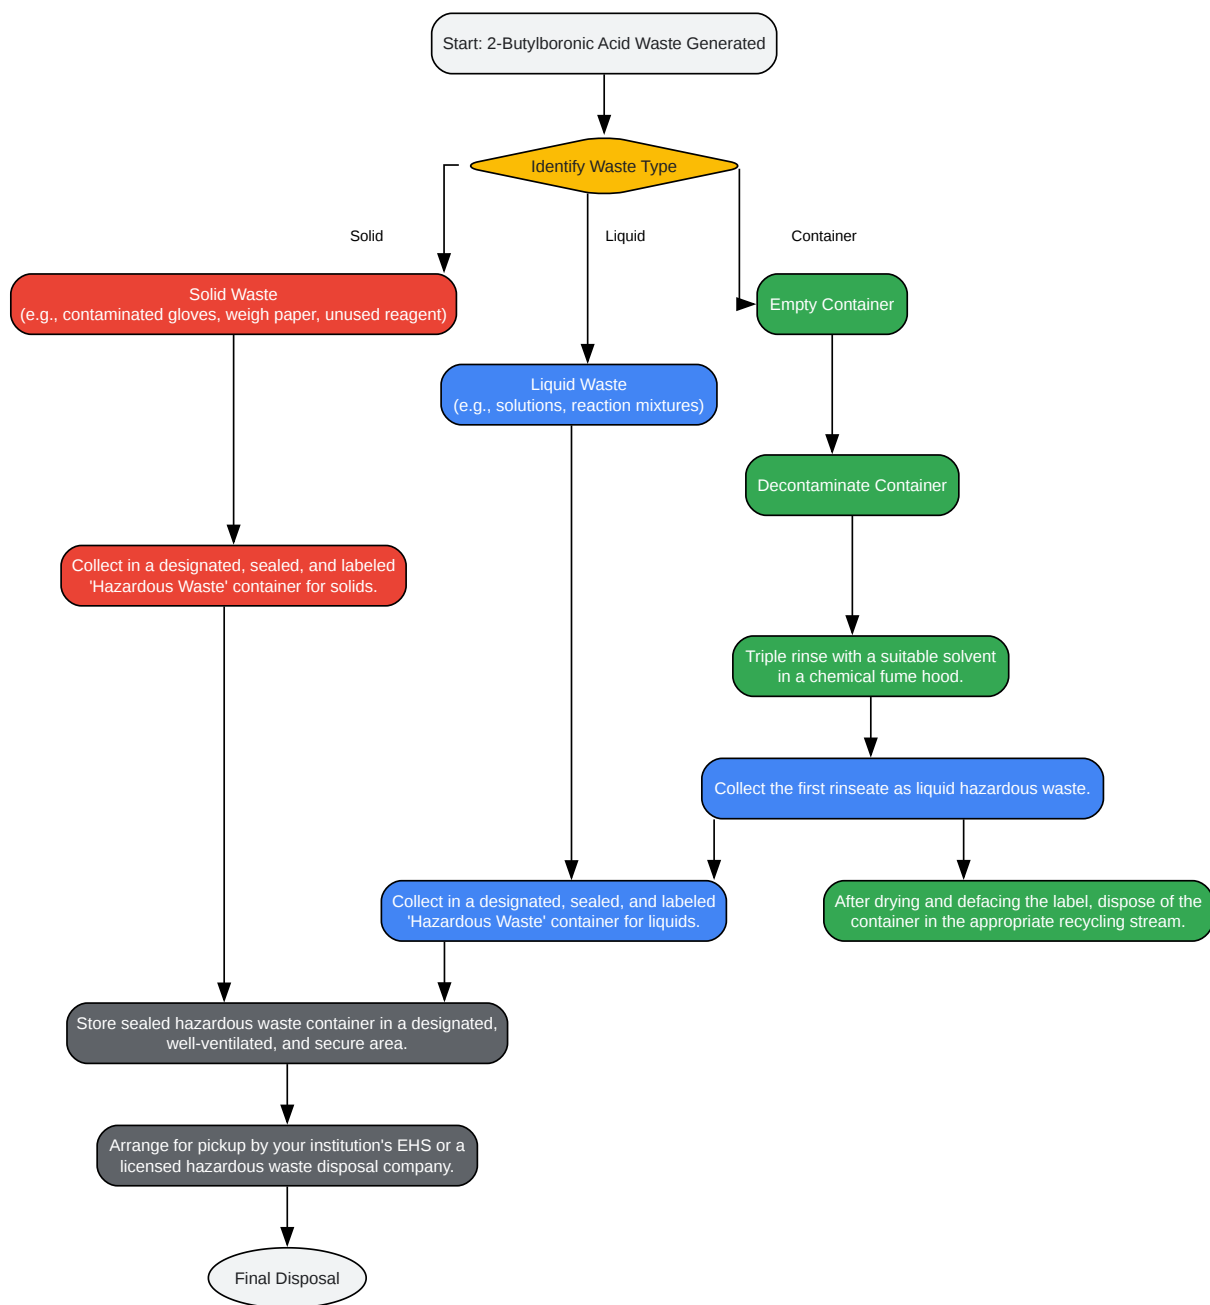 Start: 2-Butylboronic Acid Waste Generated
Identify Waste Type
Solid
Liquid
Container
Solid Waste
(e.g., contaminated gloves, weigh paper, unused reagent)
Empty Container
Liquid Waste
(e.g., solutions, reaction mixtures)
Decontaminate Container
Collect in a designated, sealed, and labeled
'Hazardous Waste' container for solids.
Triple rinse with a suitable solvent
in a chemical fume hood.
Collect the first rinseate as liquid hazardous waste.
Collect in a designated, sealed, and labeled
'Hazardous Waste' container for liquids.
After drying and defacing the label, dispose of the
container in the appropriate recycling stream.
Store sealed hazardous waste container in a designated,
well-ventilated, and secure area.
Arrange for pickup by your institution's EHS or a
licensed hazardous waste disposal company.
Final Disposal